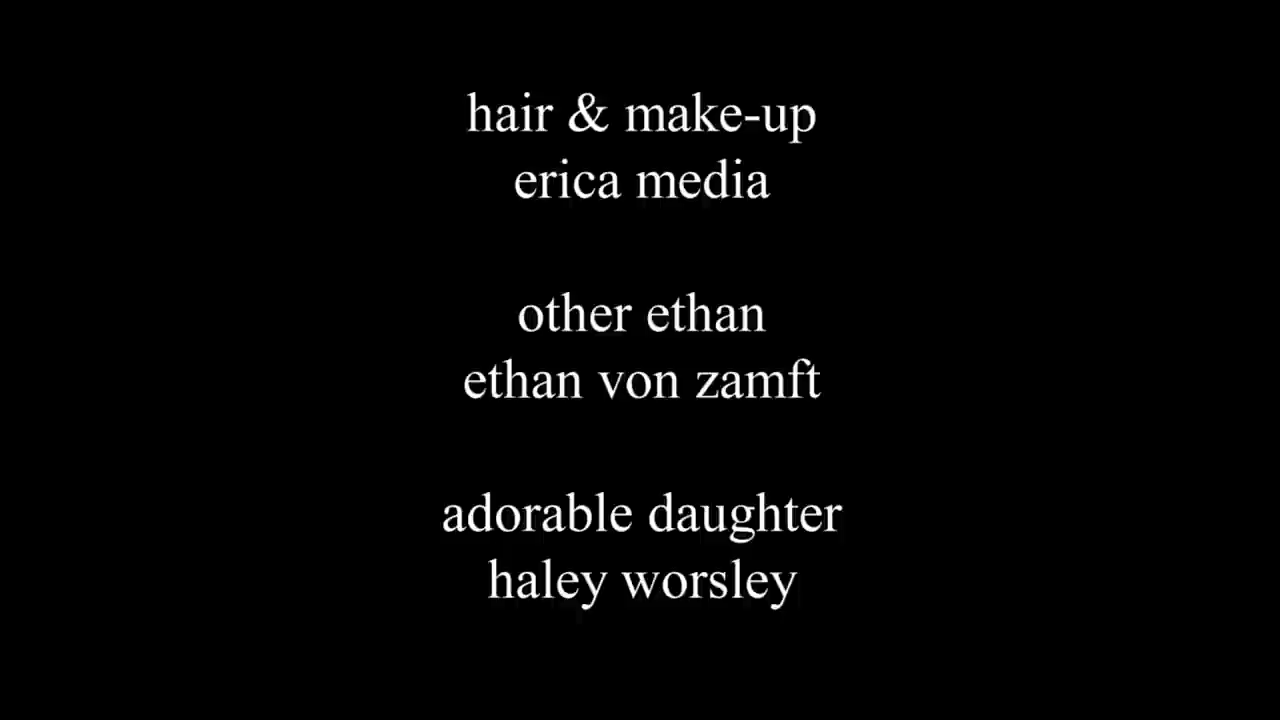 hair & make-up
erica media
other ethan
ethan von zamft
adorable daughter
haley worsley